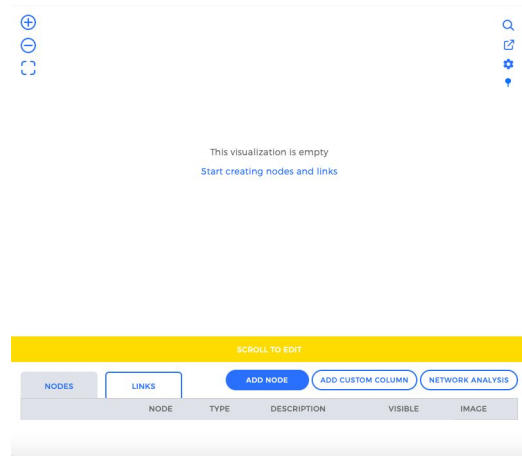 This visualization is empty
Start creating nodes and links
SCROLL TO EDIT
NODES LINKS ADD NODE ADD CUSTOM COLUMN NETWORK ANALYSIS
NODE TYPE DESCRIPTION VISIBLE IMAGE